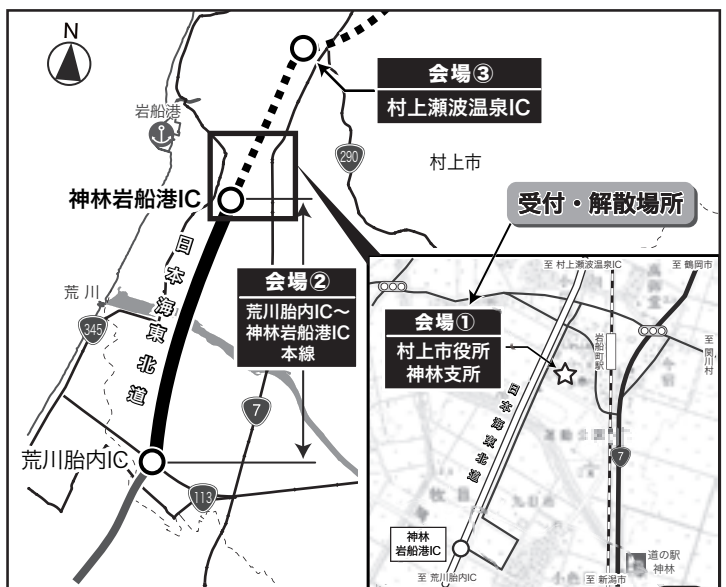 N
会場③
村上瀬波温泉IC
岩船港
290
村上市
神林岩船港IC
受付・解散場所
日本海東北道
会場②
荒川胎内IC～
神林岩船港IC
本線
荒川
345
7
荒川胎内IC
113
至 村上瀬波温泉IC
至 鶴岡市
会場①
村上市役所
神林支所
岩船町駅
至 関川村
日本海東北道
7
神林
岩船港IC
道の駅
神林
至 荒川胎内IC
至 新潟市